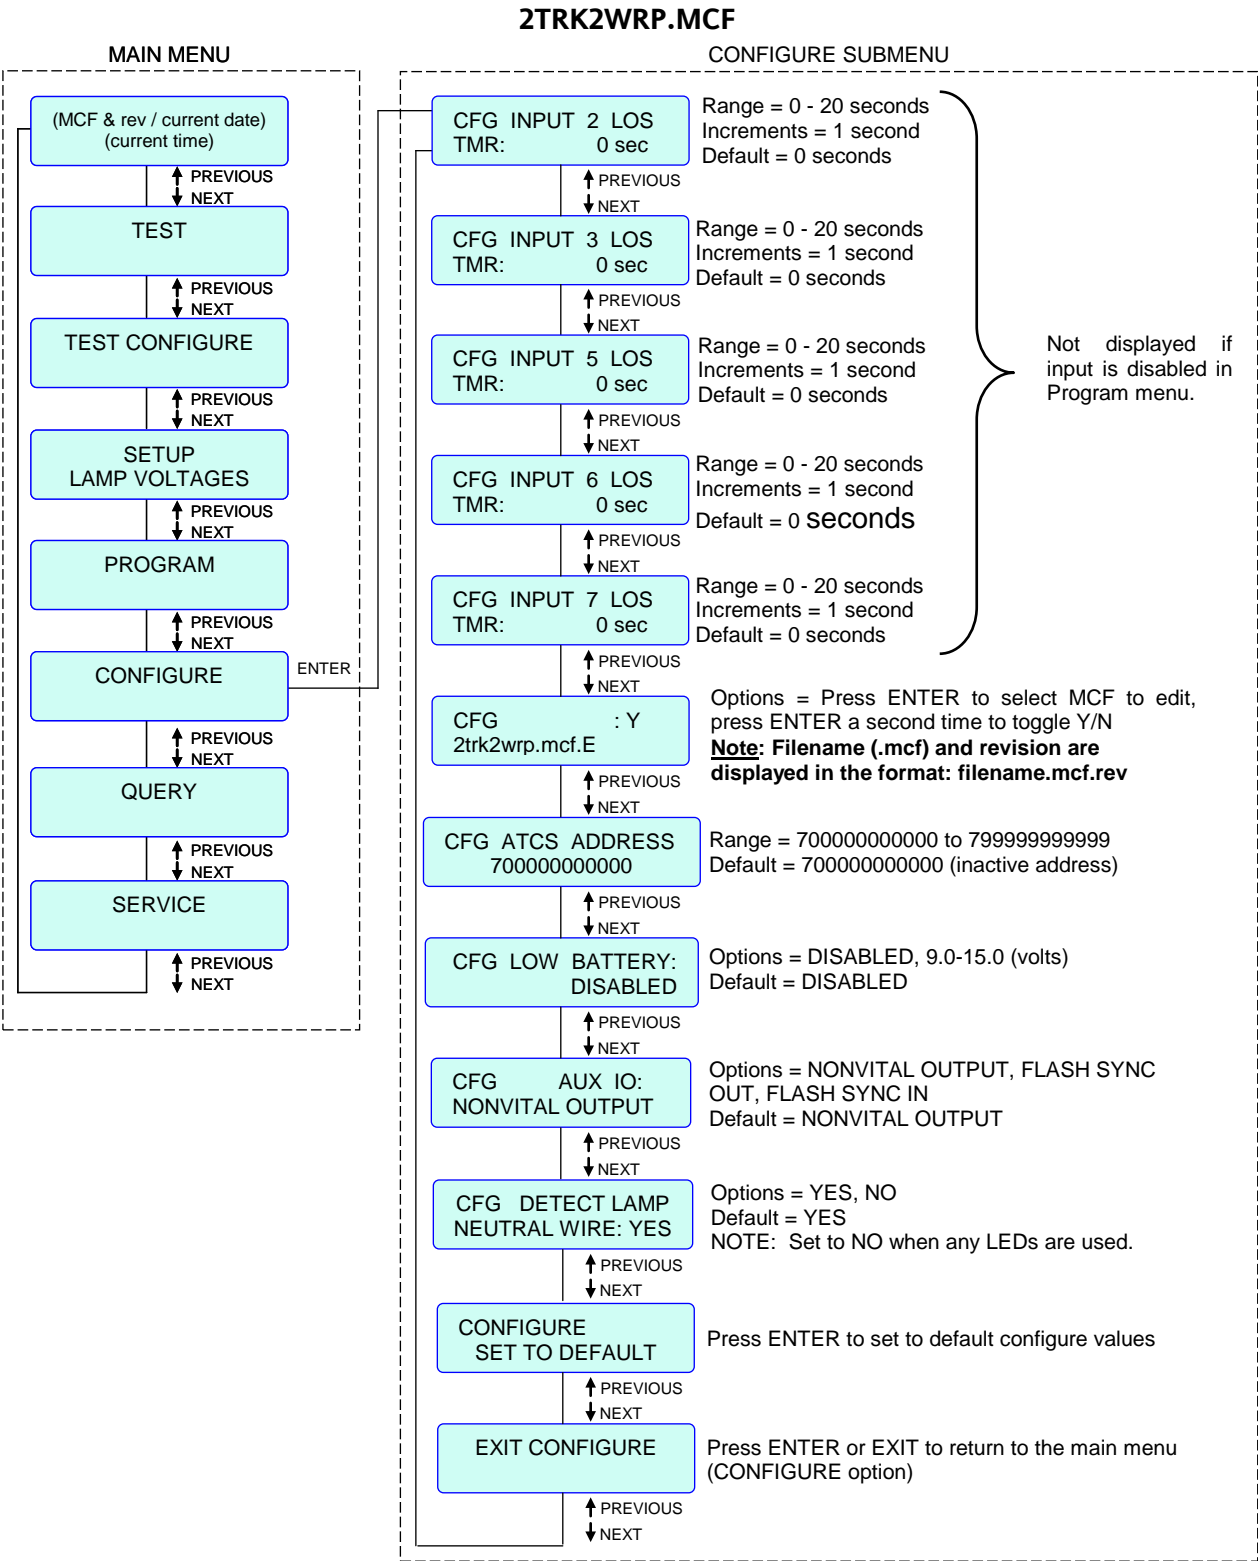 2TRK2WRP.MCF
MAIN MENU
(MCF & rev / current date)
(current time)
PREVIOUS
NEXT
TEST
PREVIOUS
NEXT
TEST CONFIGURE
PREVIOUS
NEXT
SETUP
LAMP VOLTAGES
PREVIOUS
NEXT
PROGRAM
PREVIOUS
NEXT
CONFIGURE
ENTER
PREVIOUS
NEXT
QUERY
PREVIOUS
NEXT
SERVICE
PREVIOUS
NEXT
CONFIGURE SUBMENU
CFG INPUT 2 LOS
TMR: 0 sec
Range = 0 - 20 seconds
Increments = 1 second
Default = 0 seconds
PREVIOUS
NEXT
CFG INPUT 3 LOS
TMR: 0 sec
Range = 0 - 20 seconds
Increments = 1 second
Default = 0 seconds
PREVIOUS
NEXT
CFG INPUT 5 LOS
TMR: 0 sec
Range = 0 - 20 seconds
Increments = 1 second
Default = 0 seconds
PREVIOUS
NEXT
CFG INPUT 6 LOS
TMR: 0 sec
Range = 0 - 20 seconds
Increments = 1 second
Default = 0 seconds
PREVIOUS
NEXT
CFG INPUT 7 LOS
TMR: 0 sec
Range = 0 - 20 seconds
Increments = 1 second
Default = 0 seconds
Not displayed if
input is disabled in
Program menu.
PREVIOUS
NEXT
CFG : Y
2trk2wrp.mcf.E
Options = Press ENTER to select MCF to edit,
press ENTER a second time to toggle Y/N
Note: Filename (.mcf) and revision are
displayed in the format: filename.mcf.rev
PREVIOUS
NEXT
CFG ATCS ADDRESS
700000000000
Range = 700000000000 to 799999999999
Default = 700000000000 (inactive address)
PREVIOUS
NEXT
CFG LOW BATTERY:
DISABLED
Options = DISABLED, 9.0-15.0 (volts)
Default = DISABLED
PREVIOUS
NEXT
CFG AUX IO:
NONVITAL OUTPUT
Options = NONVITAL OUTPUT, FLASH SYNC
OUT, FLASH SYNC IN
Default = NONVITAL OUTPUT
PREVIOUS
NEXT
CFG DETECT LAMP
NEUTRAL WIRE: YES
Options = YES, NO
Default = YES
NOTE: Set to NO when any LEDs are used.
PREVIOUS
NEXT
CONFIGURE
SET TO DEFAULT
Press ENTER to set to default configure values
PREVIOUS
NEXT
EXIT CONFIGURE
Press ENTER or EXIT to return to the main menu
(CONFIGURE option)
PREVIOUS
NEXT